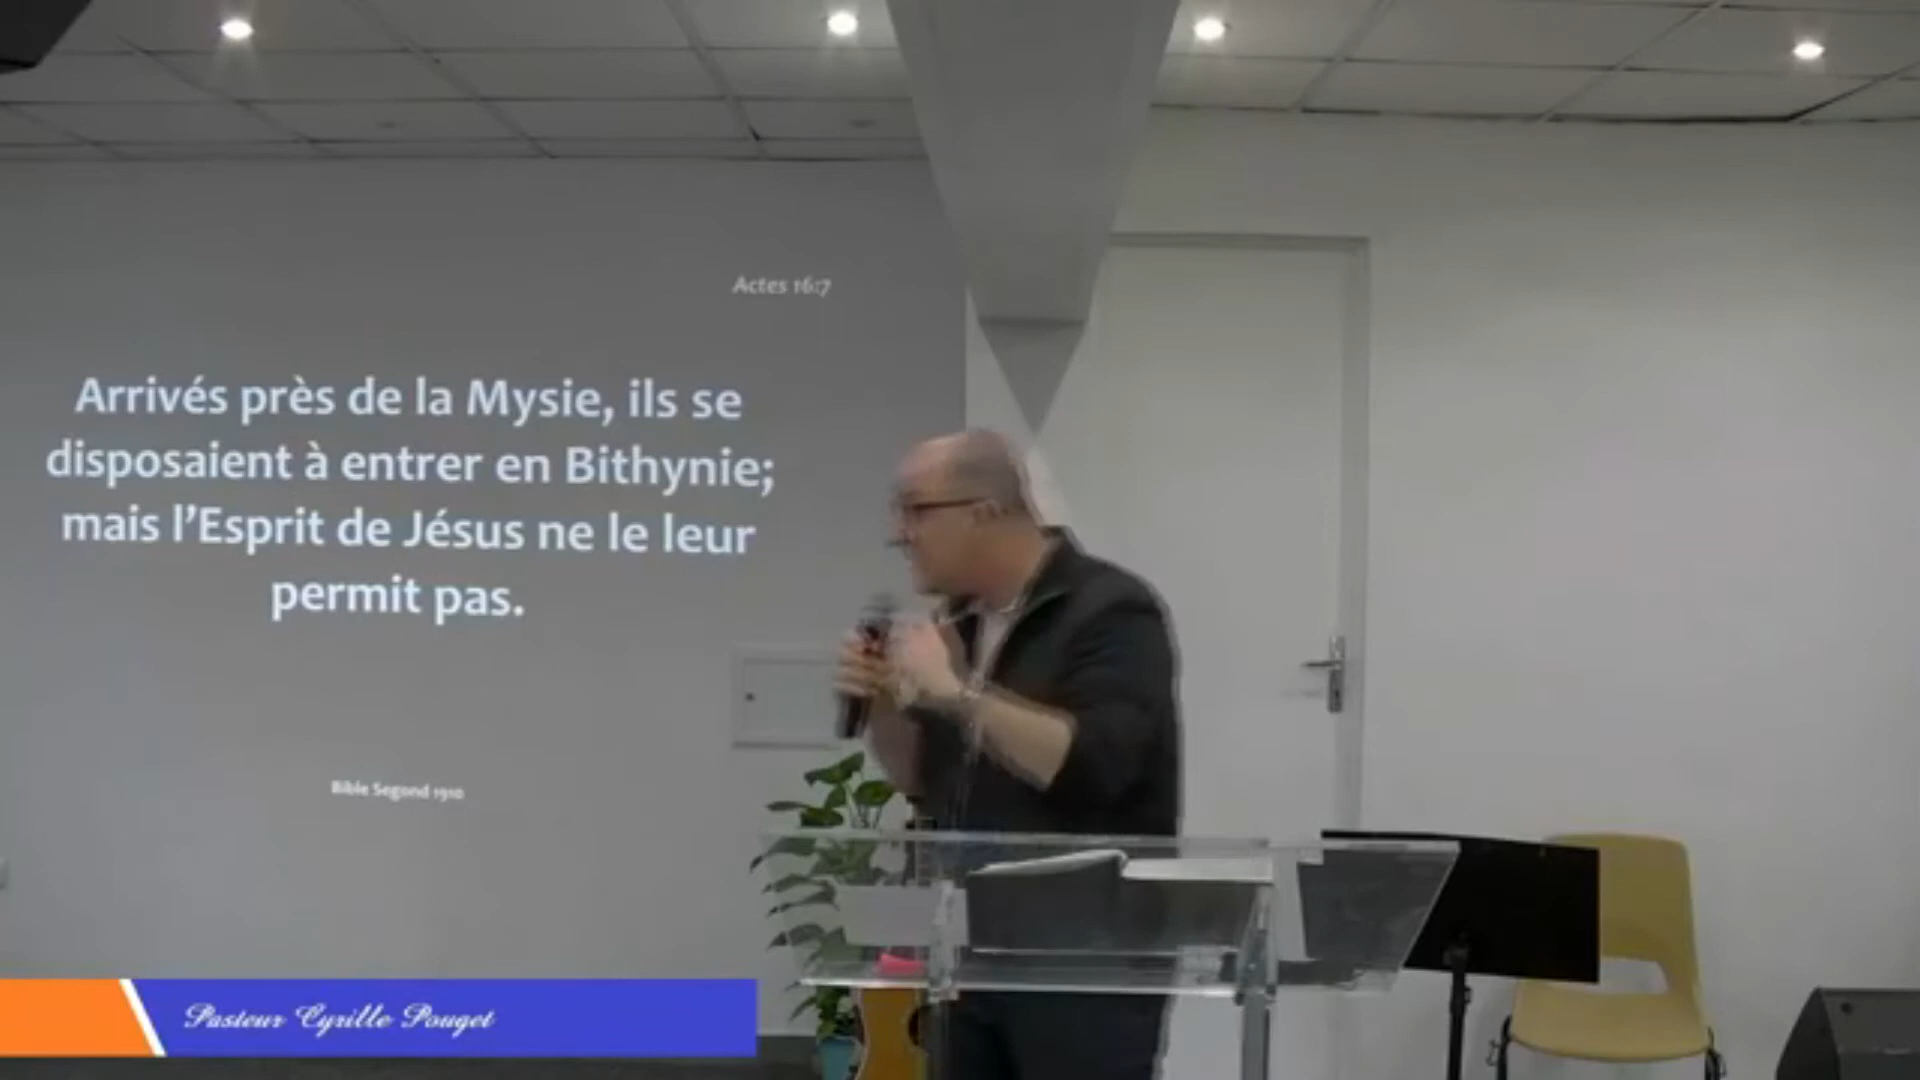 Actes 16:7
Arrivés près de la Mysie, ils se
disposaient à entrer en Bithynie;
mais l'Esprit de Jésus ne le leur
permit pas.
Bible Segond 1910
Pasteur Cyrille Pouget